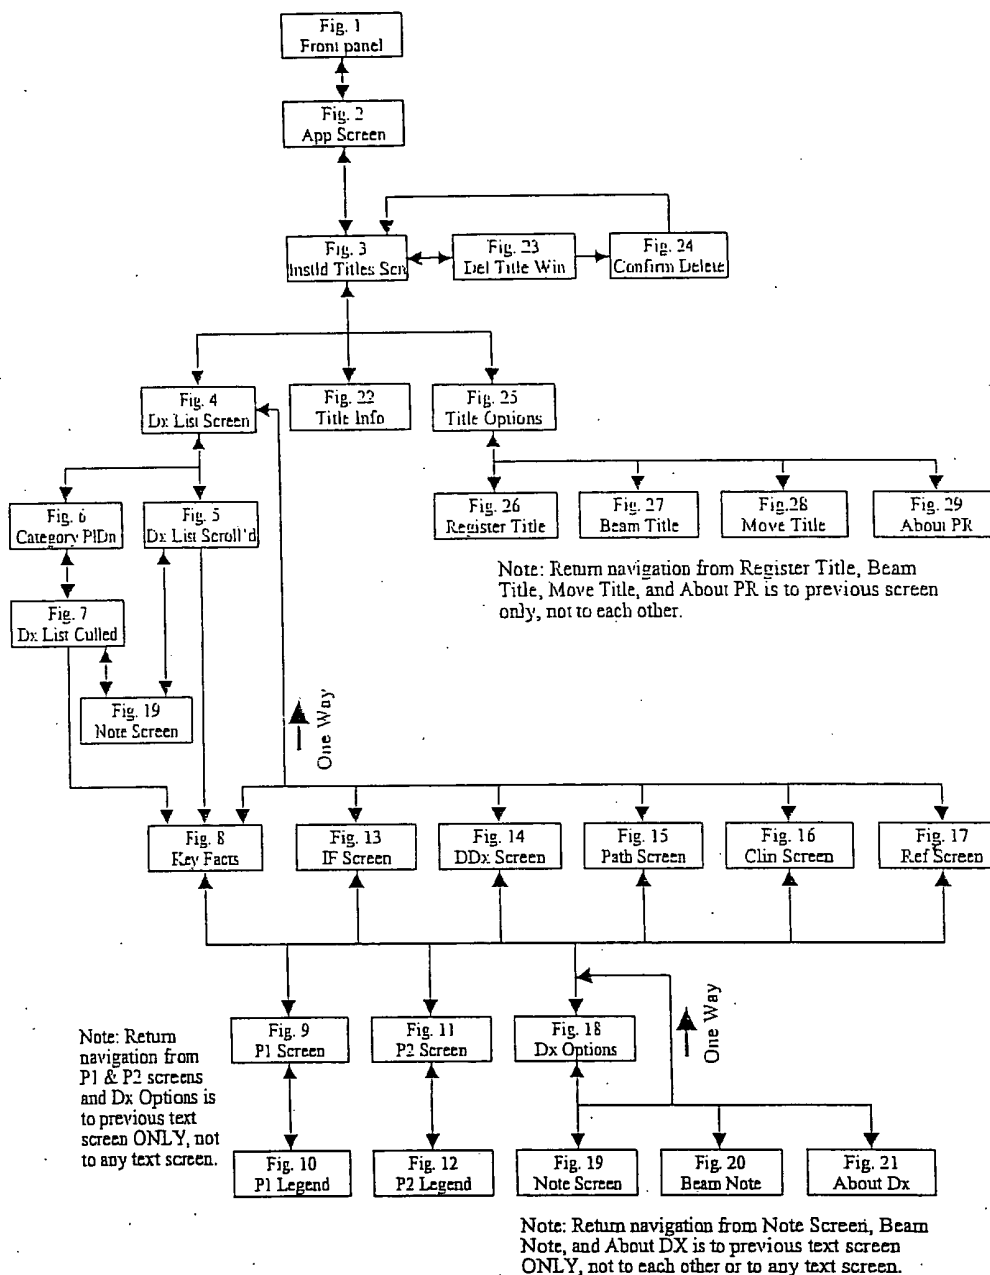 Fig. 1
Front panel
Fig. 2
App Screen
Fig. 3
Instld Titles Scn
Fig. 23
Del Title Win
Fig. 24
Confirm Delete
Fig. 4
Dx List Screen
Fig. 22
Title Info
Fig. 25
Title Options
Fig. 6
Category PlDn
Fig. 5
Dx List Scroll'd
Fig. 26
Register Title
Fig. 27
Beam Title
Fig. 28
Move Title
Fig. 29
About PR
Note: Return navigation from Register Title, Beam
Title, Move Title, and About PR is to previous screen
only, not to each other.
Fig. 7
Dx List Culled
Fig. 19
Note Screen
One Way
Fig. 8
Key Facts
Fig. 13
IF Screen
Fig. 14
DDx Screen
Fig. 15
Path Screen
Fig. 16
Clin Screen
Fig. 17
Ref Screen
One Way
Note: Return
navigation from
P1 & P2 screens
and Dx Options is
to previous text
screen ONLY, not
to any text screen.
Fig. 9
P1 Screen
Fig. 11
P2 Screen
Fig. 18
Dx Options
Fig. 10
P1 Legend
Fig. 12
P2 Legend
Fig. 19
Note Screen
Fig. 20
Beam Note
Fig. 21
About Dx
Note: Return navigation from Note Screen, Beam
Note, and About DX is to previous text screen
ONLY, not to each other or to any text screen.